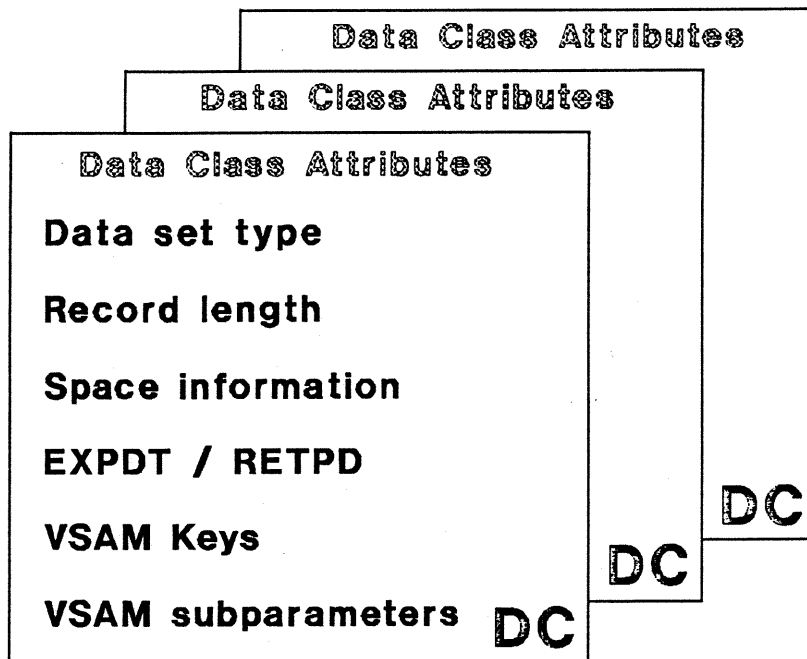 Data Class Attributes
Data Class Attributes
Data Class Attributes
Data set type
Record length
Space information
EXPDT / RETPD
VSAM Keys
VSAM subparameters
DC
DC
DC